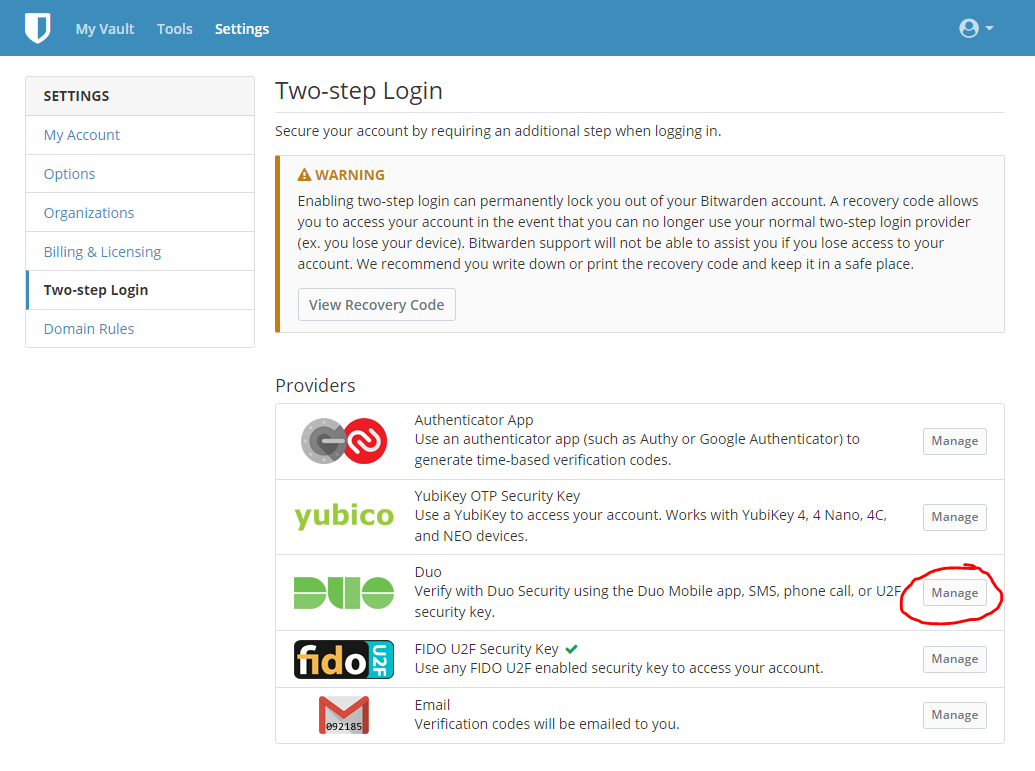 My Vault Tools Settings
SETTINGS
My Account
Options
Organizations
Billing & Licensing
Two-step Login
Domain Rules
Two-step Login
Secure your account by requiring an additional step when logging in.
WARNING
Enabling two-step login can permanently lock you out of your Bitwarden account. A recovery code allows
you to access your account in the event that you can no longer use your normal two-step login provider
(ex. you lose your device). Bitwarden support will not be able to assist you if you lose access to your
account. We recommend you write down or print the recovery code and keep it in a safe place.
View Recovery Code
Providers
Authenticator App
Use an authenticator app (such as Authy or Google Authenticator) to
generate time-based verification codes.
Manage
yubico
YubiKey OTP Security Key
Use a YubiKey to access your account. Works with YubiKey 4, 4 Nano, 4C,
and NEO devices.
Manage
DUO
Duo
Verify with Duo Security using the Duo Mobile app, SMS, phone call, or U2F
security key.
Manage
fido U2F
FIDO U2F Security Key
Use any FIDO U2F enabled security key to access your account.
Manage
092185
Email
Verification codes will be emailed to you.
Manage